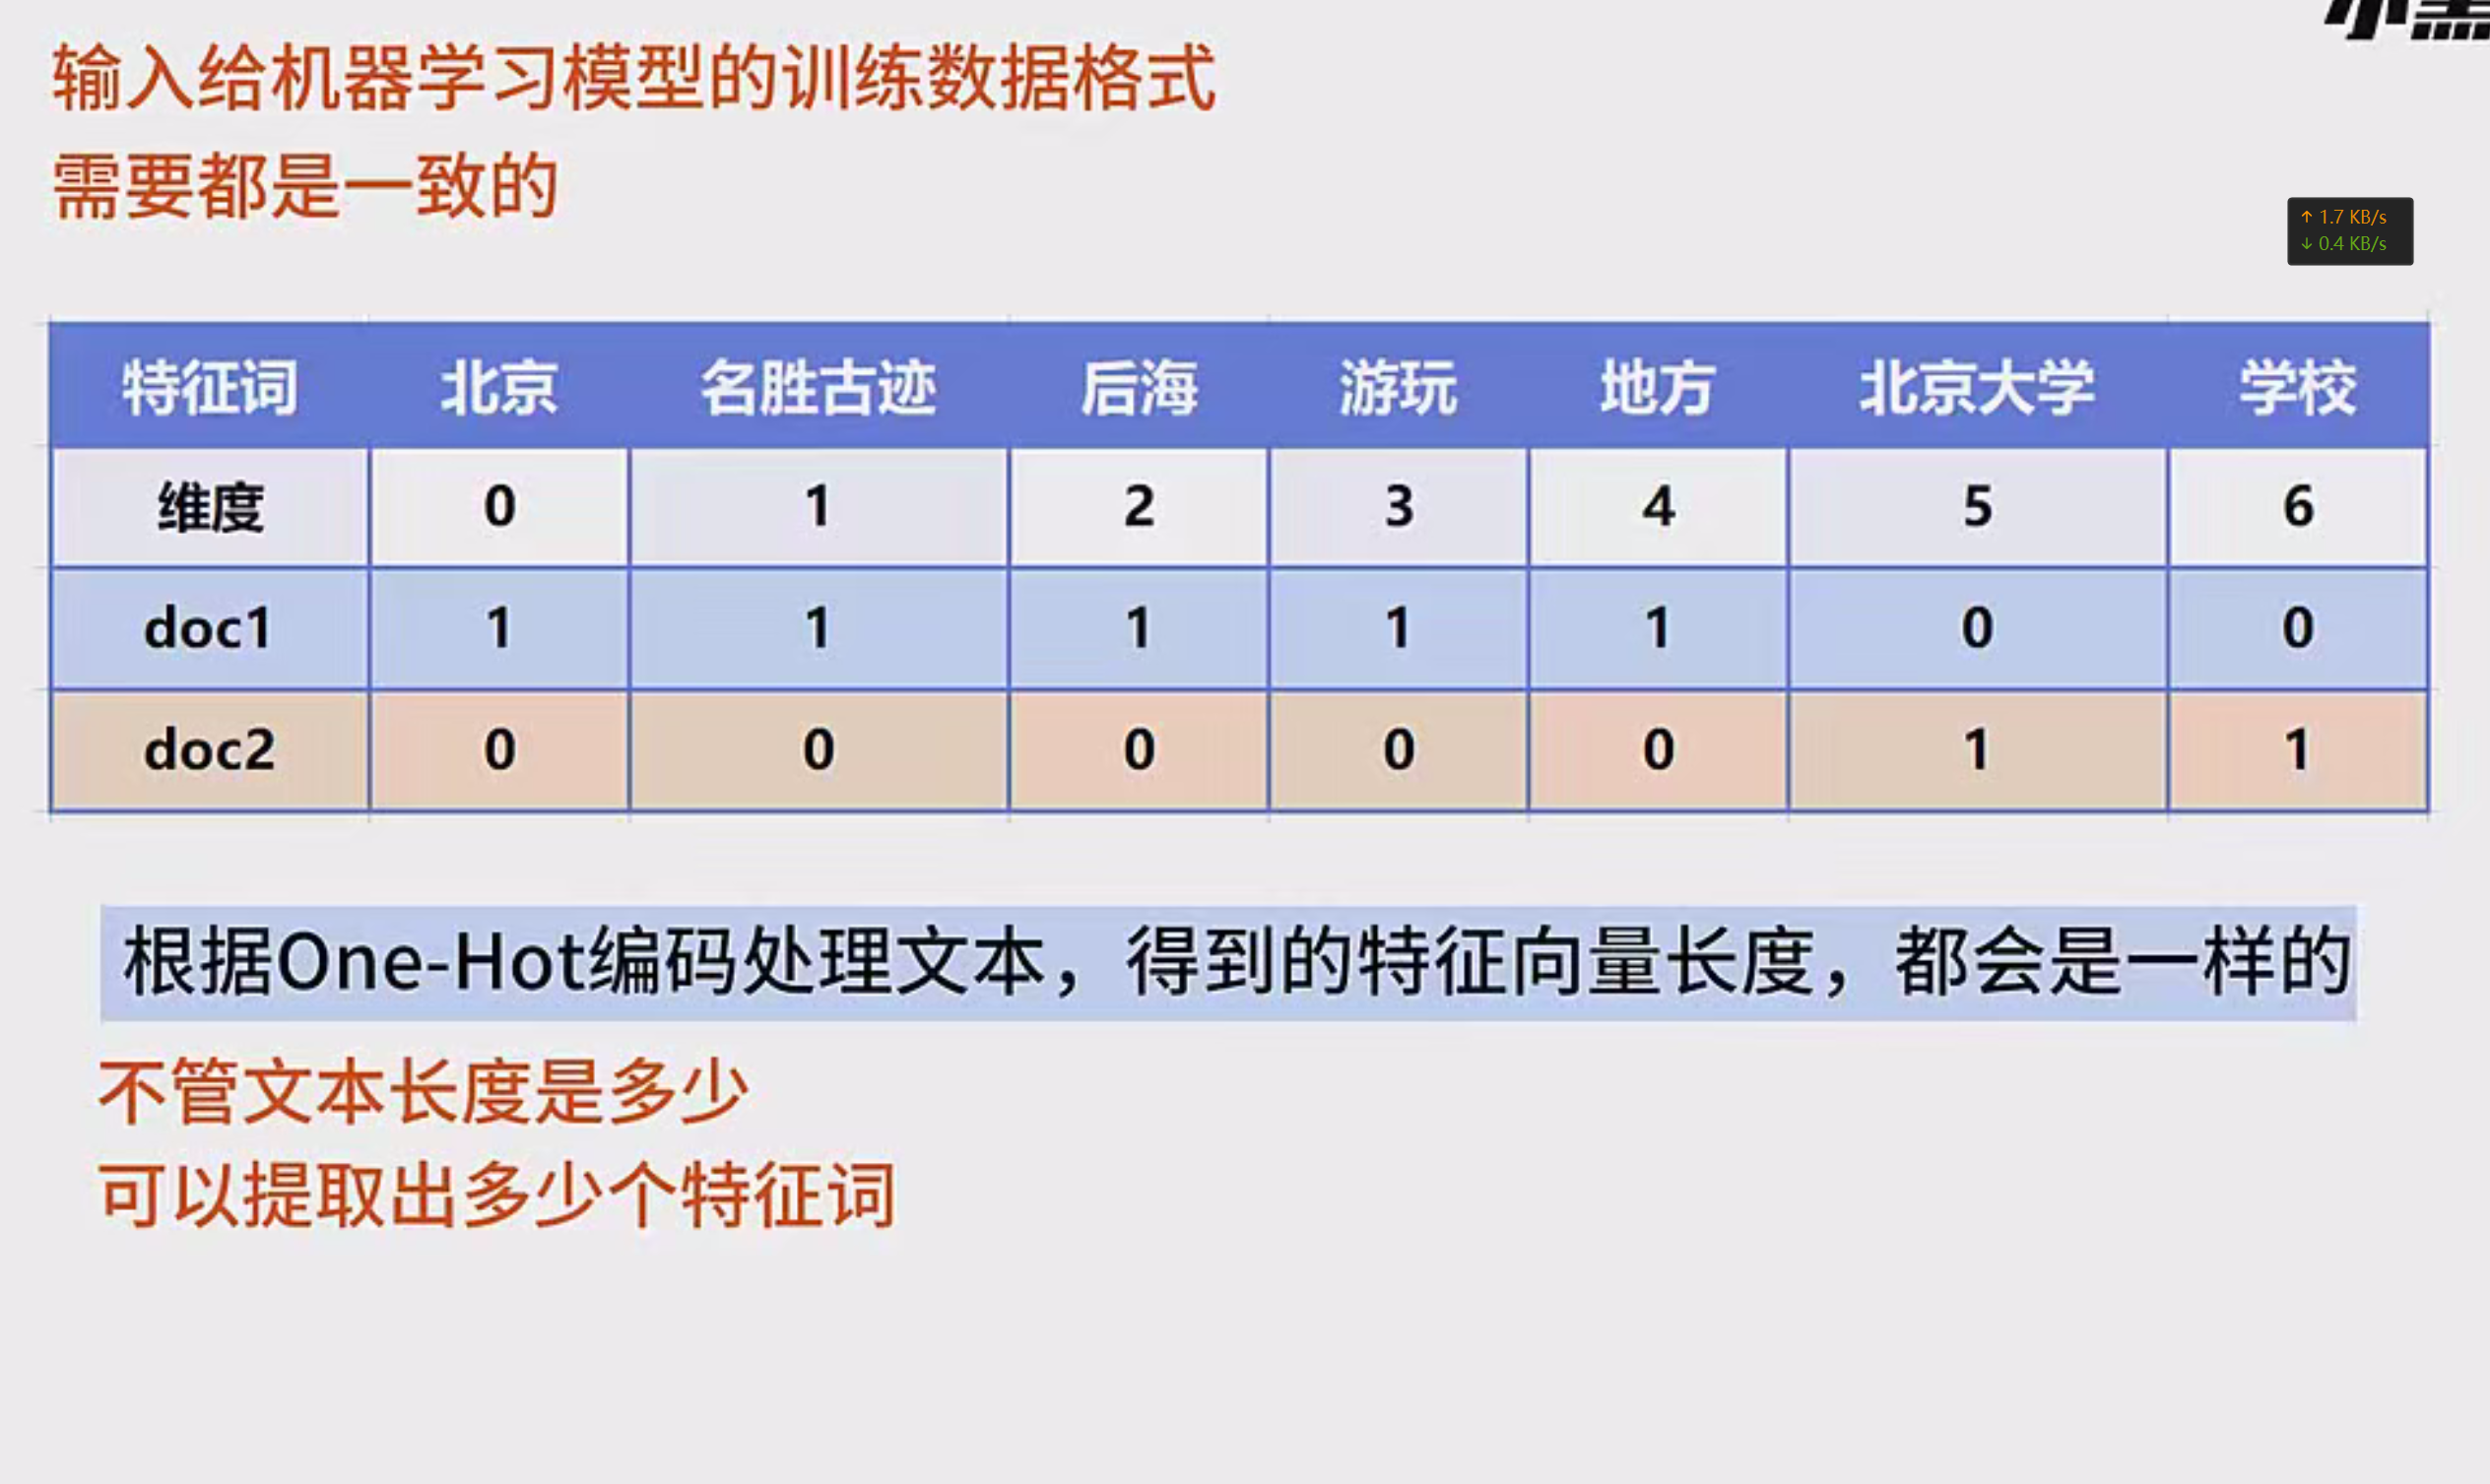 输入给机器学习模型的训练数据格式
需要都是一致的
↑ 1.7 KB/s
↓ 0.4 KB/s
特征词 北京 名胜古迹 后海 游玩 地方 北京大学 学校
维度 0 1 2 3 4 5 6
doc1 1 1 1 1 1 0 0
doc2 0 0 0 0 0 1 1
根据One-Hot编码处理文本，得到的特征向量长度，都会是一样的
不管文本长度是多少
可以提取出多少个特征词